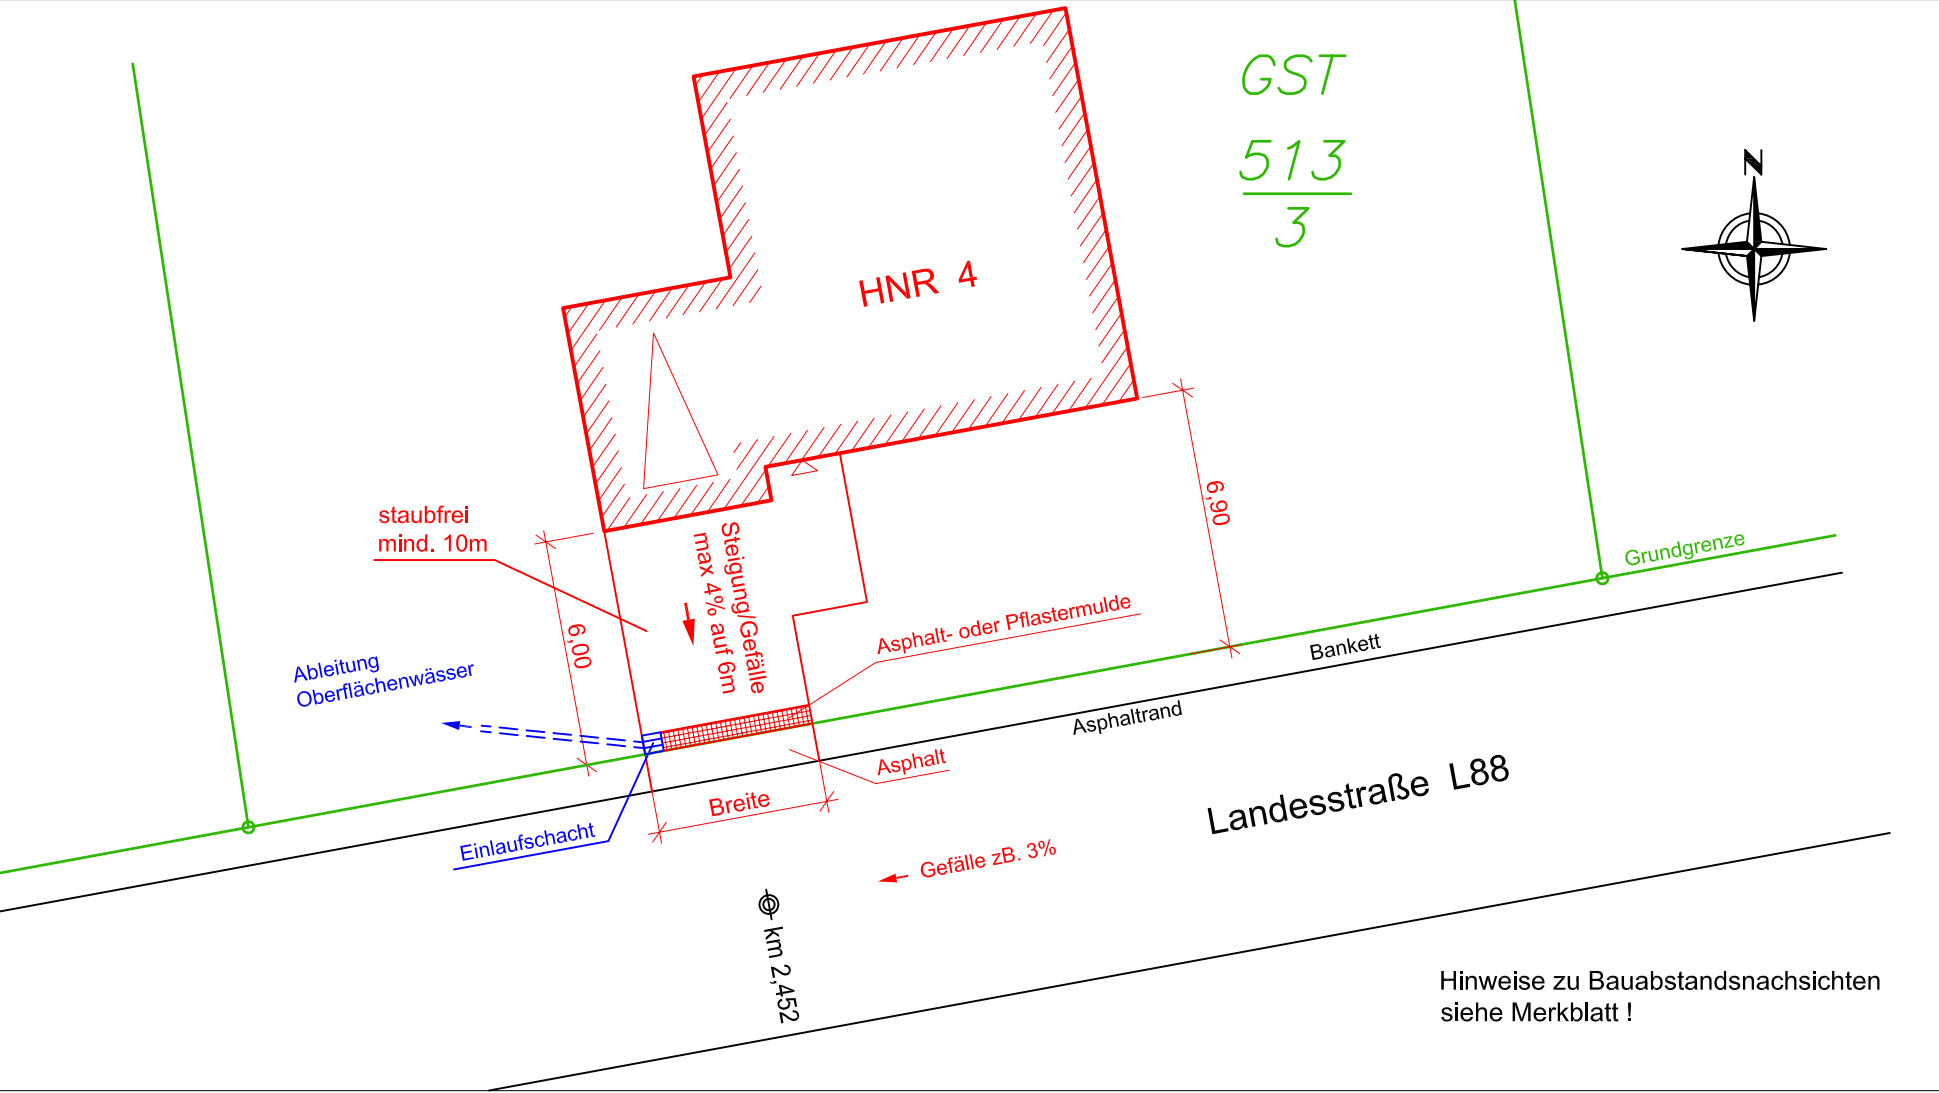 GST
513
3
N
HNR 4
6,90
staubfrei
mind. 10m
Steigung/Gefälle
max 4% auf 6m
6,00
Grundgrenze
Asphalt- oder Pflastermulde
Bankett
Ableitung
Oberflächenwässer
Asphaltrand
Asphalt
Breite
Einlaufschacht
Landesstraße L88
Gefälle zB. 3%
km 2,452
Hinweise zu Bauabstandsnachsichten
siehe Merkblatt !